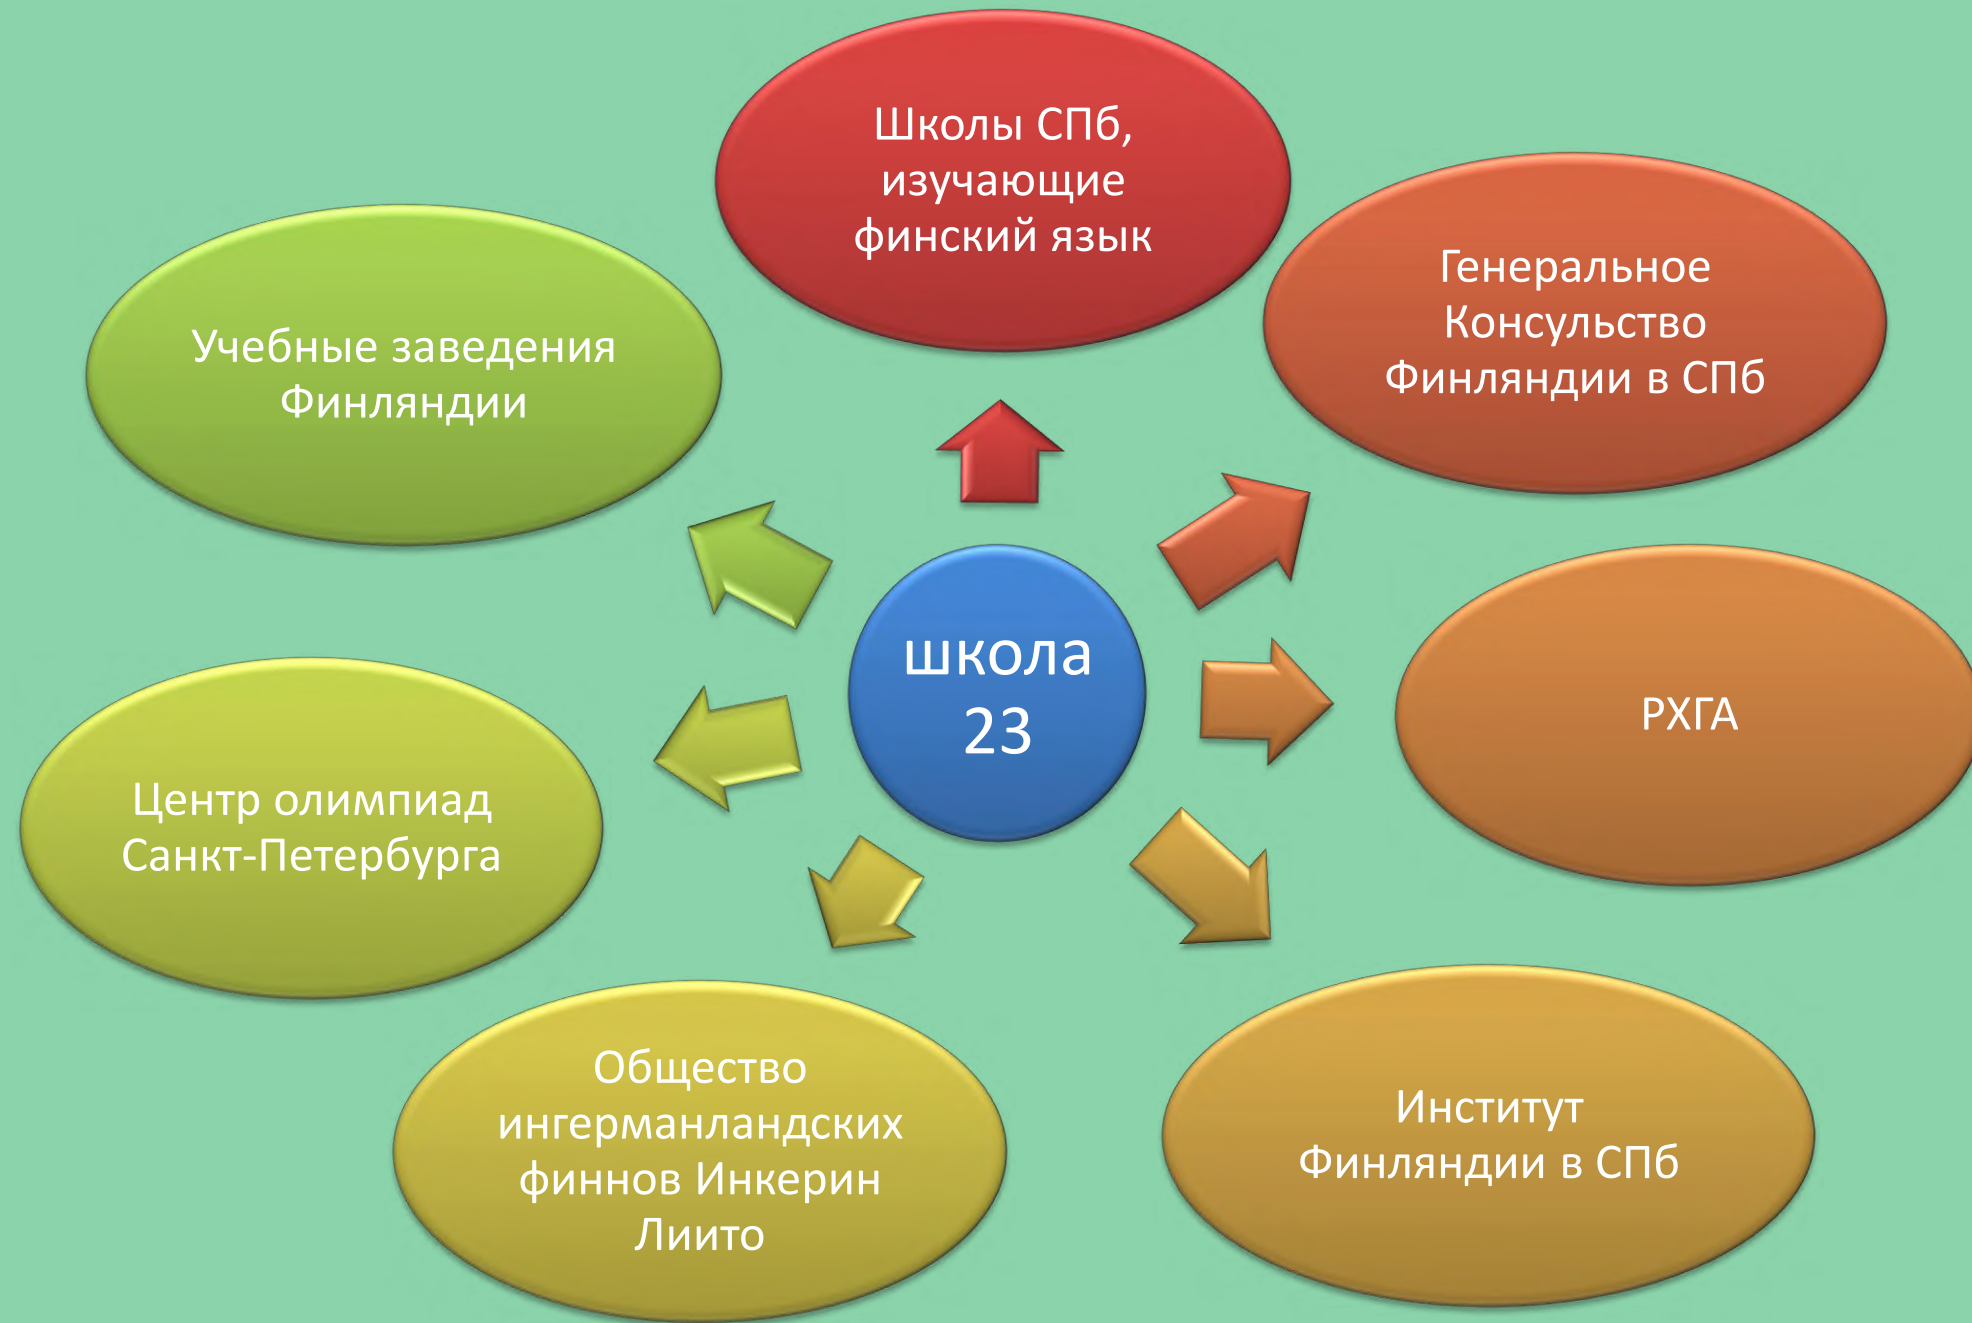 Школы СПб,
изучающие
финский язык
Генеральное
Консульство
Финляндии в СПб
Учебные заведения
Финляндии
школа
23
РХГА
Центр олимпиад
Санкт-Петербурга
Общество
ингерманландских
финнов Инкерин
Лиито
Институт
Финляндии в СПб